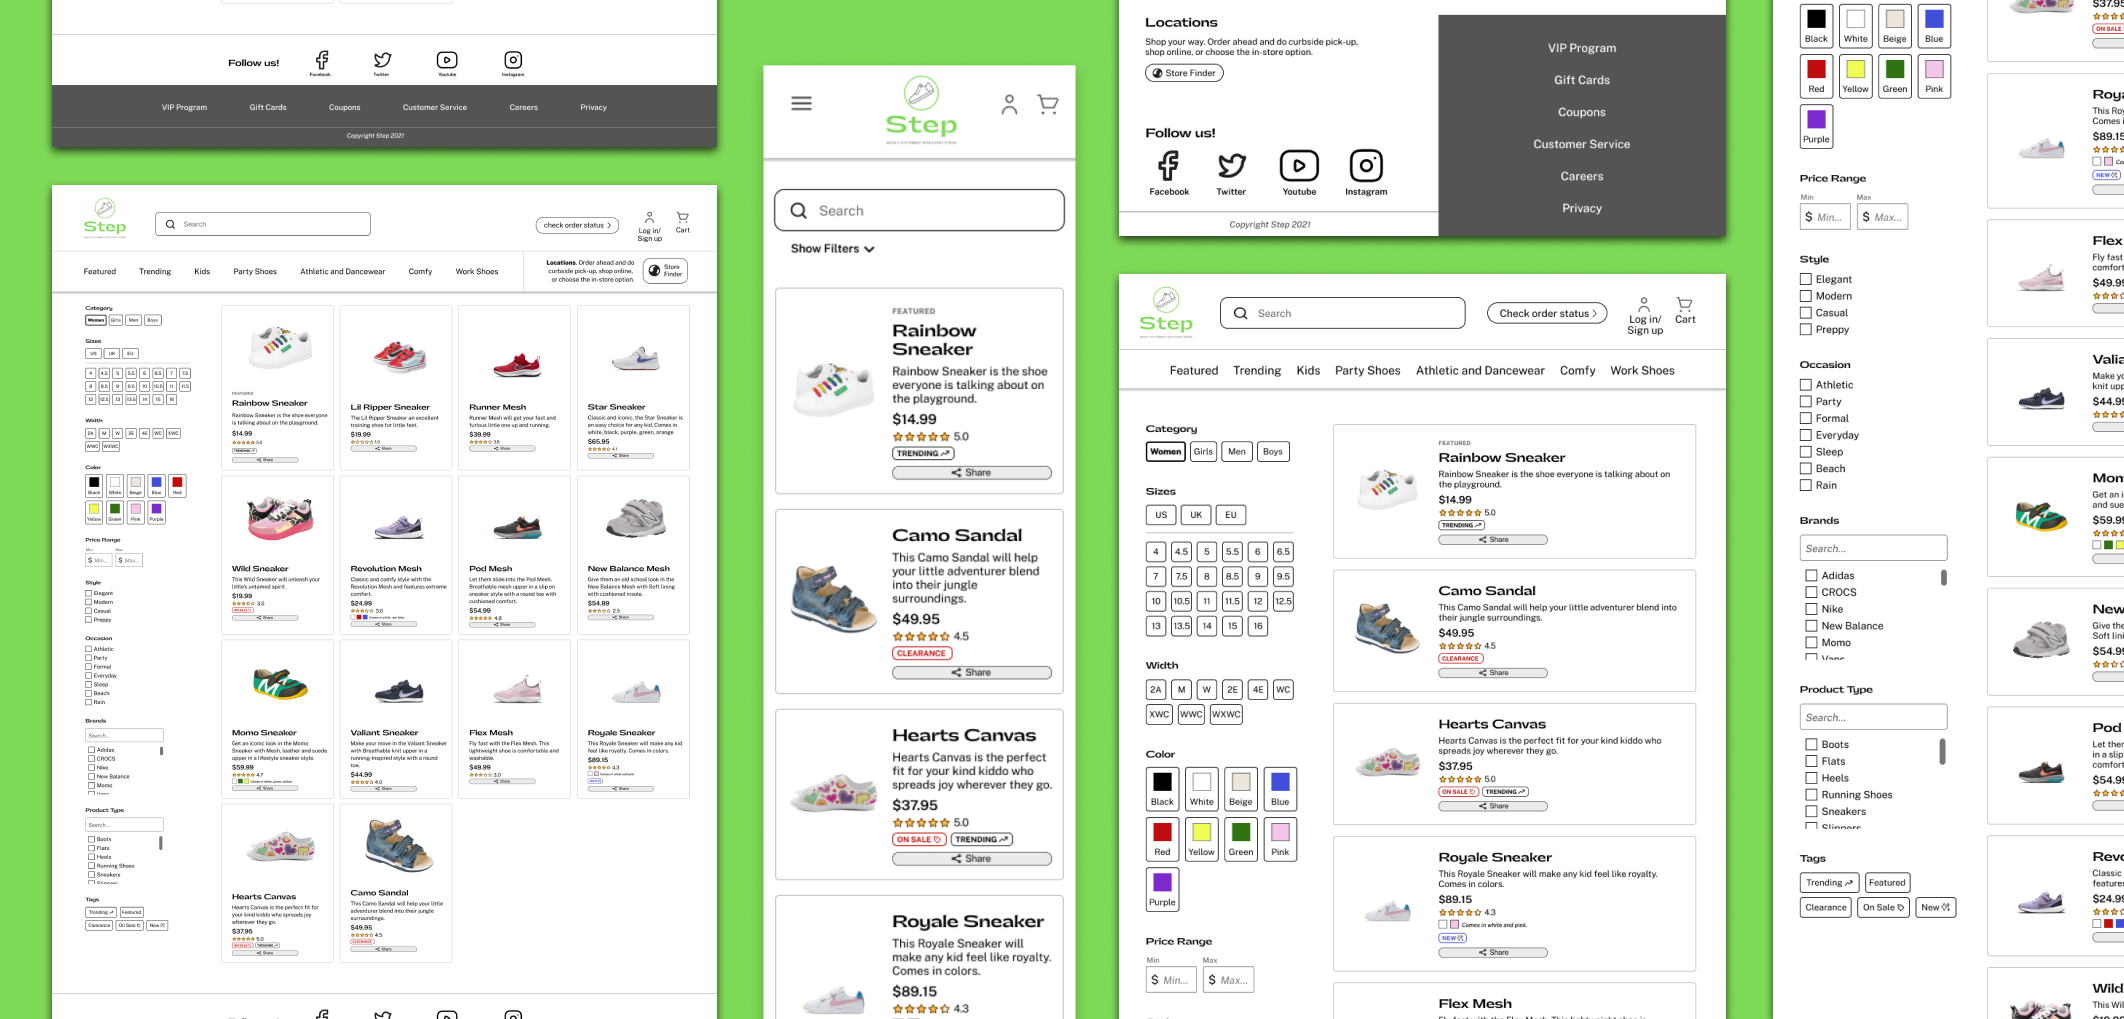 Follow us!
Facebook
Twitter
Youtube
Instagram
VIP Program
Gift Cards
Coupons
Customer Service
Careers
Privacy
Copyright Step 2021
Step
Search
check order status
Log in/
Sign up
Cart
Featured
Trending
Kids
Party Shoes
Athletic and Dancewear
Comfy
Work Shoes
Locations. Order ahead and do
curbside pick-up, shop online,
or choose the in-store option.
Store
Finder
Category
Women
Girls
Men
Boys
Sizes
US
UK
EU
4
4.5
5
5.5
6
6.5
7
7.5
8
8.5
9
9.5
10
10.5
11
11.5
12
12.5
13
13.5
14
15
16
Width
2A
M
W
2E
4E
WC
XWC
WWC
WXWC
Color
Black
White
Beige
Blue
Red
Yellow
Green
Pink
Purple
Price Range
Min
Max
$ Min...
$ Max...
Style
Elegant
Modern
Casual
Preppy
Occasion
Athletic
Party
Formal
Everyday
Sleep
Beach
Rain
Brands
Search...
Adidas
CROCS
Nike
New Balance
Momo
Vans
Product Type
Search...
Boots
Flats
Heels
Running Shoes
Sneakers
Slippers
Tags
Trending
Featured
Clearance
On Sale
New
FEATURED
Rainbow Sneaker
Rainbow Sneaker is the shoe everyone
is talking about on the playground.
$14.99
5.0
TRENDING
Share
Lil Ripper Sneaker
The Lil Ripper Sneaker an excellent
training shoe for little feet.
$19.99
1.0
Share
Runner Mesh
Runner Mesh will get your fast and
furious little one up and running.
$39.99
3.6
Share
Star Sneaker
Classic and iconic, the Star Sneaker is
an easy choice for any kid. Comes in
white, black, purple, green, orange
$65.95
4.1
Share
Wild Sneaker
This Wild Sneaker will unleash your
little's untamed spirit.
$19.99
3.5
ON SALE
Share
Revolution Mesh
Classic and comfy style with the
Revolution Mesh and features extreme
comfort.
$24.99
3.0
Comes in white, red, blue.
Share
Pod Mesh
Let them slide into the Pod Mesh.
Breathable mesh upper in a slip on
sneaker style with a round toe with
cushioned comfort.
$54.99
4.8
Share
New Balance Mesh
Give them an old school look in the
New Balance Mesh with Soft lining
with cushioned insole.
$54.99
2.5
Share
Momo Sneaker
Get an iconic look in the Momo
Sneaker with Mesh, leather and suede
upper in a lifestyle sneaker style.
$59.99
4.7
Comes in white, green, yellow.
Share
Valiant Sneaker
Make your move in the Valiant Sneaker
with Breathable knit upper in a
running-inspired style with a round
toe.
$44.99
4.0
Share
Flex Mesh
Fly fast with the Flex Mesh. This
lightweight shoe is comfortable and
washable.
$49.99
3.0
Share
Royale Sneaker
This Royale Sneaker will make any kid
feel like royalty. Comes in colors.
$89.15
4.3
Comes in white and pink.
NEW
Share
Hearts Canvas
Hearts Canvas is the perfect fit for
your kind kiddo who spreads joy
wherever they go.
$37.95
5.0
ON SALE
TRENDING
Share
Camo Sandal
This Camo Sandal will help your little
adventurer blend into their jungle
surroundings.
$49.95
4.5
CLEARANCE
Share
Step
Search
Show Filters
FEATURED
Rainbow
Sneaker
Rainbow Sneaker is the shoe
everyone is talking about on
the playground.
$14.99
5.0
TRENDING
Share
Camo Sandal
This Camo Sandal will help
your little adventurer blend
into their jungle
surroundings.
$49.95
4.5
CLEARANCE
Share
Hearts Canvas
Hearts Canvas is the perfect
fit for your kind kiddo who
spreads joy wherever they go.
$37.95
5.0
ON SALE
TRENDING
Share
Royale Sneaker
This Royale Sneaker will
make any kid feel like royalty.
Comes in colors.
$89.15
4.3
Locations
Shop your way. Order ahead and do curbside pick-up,
shop online, or choose the in-store option.
Store Finder
Follow us!
Facebook
Twitter
Youtube
Instagram
Copyright Step 2021
VIP Program
Gift Cards
Coupons
Customer Service
Careers
Privacy
Step
Search
Check order status
Log in/
Sign up
Cart
Featured
Trending
Kids
Party Shoes
Athletic and Dancewear
Comfy
Work Shoes
Category
Women
Girls
Men
Boys
Sizes
US
UK
EU
4
4.5
5
5.5
6
6.5
7
7.5
8
8.5
9
9.5
10
10.5
11
11.5
12
12.5
13
13.5
14
15
16
Width
2A
M
W
2E
4E
WC
XWC
WWC
WXWC
Color
Black
White
Beige
Blue
Red
Yellow
Green
Pink
Purple
Price Range
Min
Max
$ Min...
$ Max...
FEATURED
Rainbow Sneaker
Rainbow Sneaker is the shoe everyone is talking about on
the playground.
$14.99
5.0
TRENDING
Share
Camo Sandal
This Camo Sandal will help your little adventurer blend into
their jungle surroundings.
$49.95
4.5
CLEARANCE
Share
Hearts Canvas
Hearts Canvas is the perfect fit for your kind kiddo who
spreads joy wherever they go.
$37.95
5.0
ON SALE
TRENDING
Share
Royale Sneaker
This Royale Sneaker will make any kid feel like royalty.
Comes in colors.
$89.15
4.3
Comes in white and pink.
NEW
Share
Flex Mesh
Black
White
Beige
Blue
Red
Yellow
Green
Pink
Purple
Price Range
Min
Max
$ Min...
$ Max...
Style
Elegant
Modern
Casual
Preppy
Occasion
Athletic
Party
Formal
Everyday
Sleep
Beach
Rain
Brands
Search...
Adidas
CROCS
Nike
New Balance
Momo
Vans
Product Type
Search...
Boots
Flats
Heels
Running Shoes
Sneakers
Slippers
Tags
Trending
Featured
Clearance
On Sale
New
$37.95
ON SALE
Roya
This Roy
Comes i
$89.15
NEW
Flex
Fly fast
comfort
$49.99
Valia
Make yo
knit upp
$44.99
Mom
Get an i
and sue
$59.99
New
Give the
Soft lini
$54.99
Pod
Let ther
in a slip
comfort
$54.99
Revo
Classic
features
$24.99
Wild
This Wil